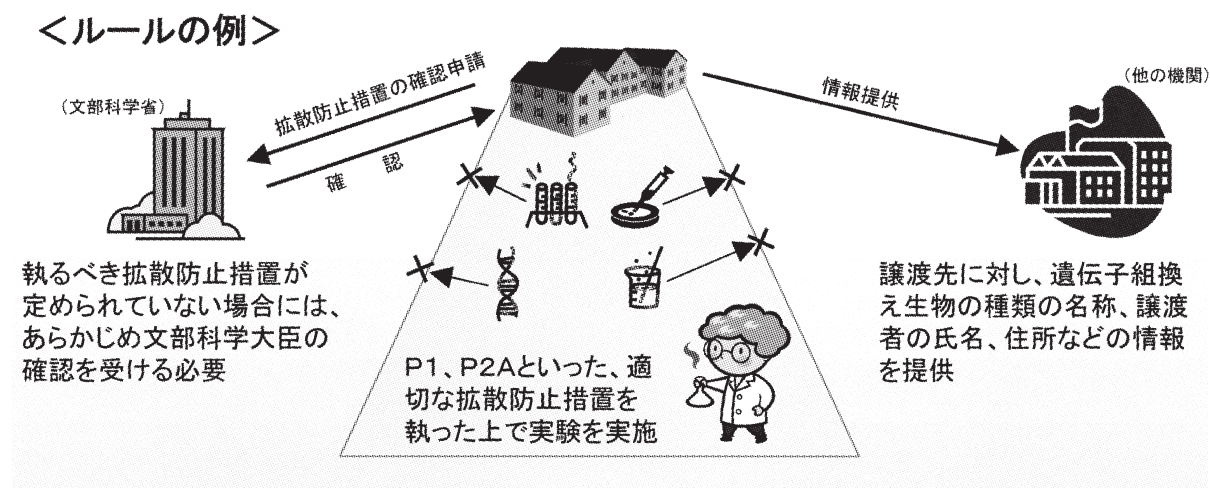 ＜ルールの例＞
（文部科学省）
拡散防止措置の確認申請
確　認
情報提供
（他の機関）
執るべき拡散防止措置が
定められていない場合には、
あらかじめ文部科学大臣の
確認を受ける必要
P1、P2Aといった、適
切な拡散防止措置を
執った上で実験を実施
譲渡先に対し、遺伝子組換
え生物の種類の名称、譲渡
者の氏名、住所などの情報
を提供